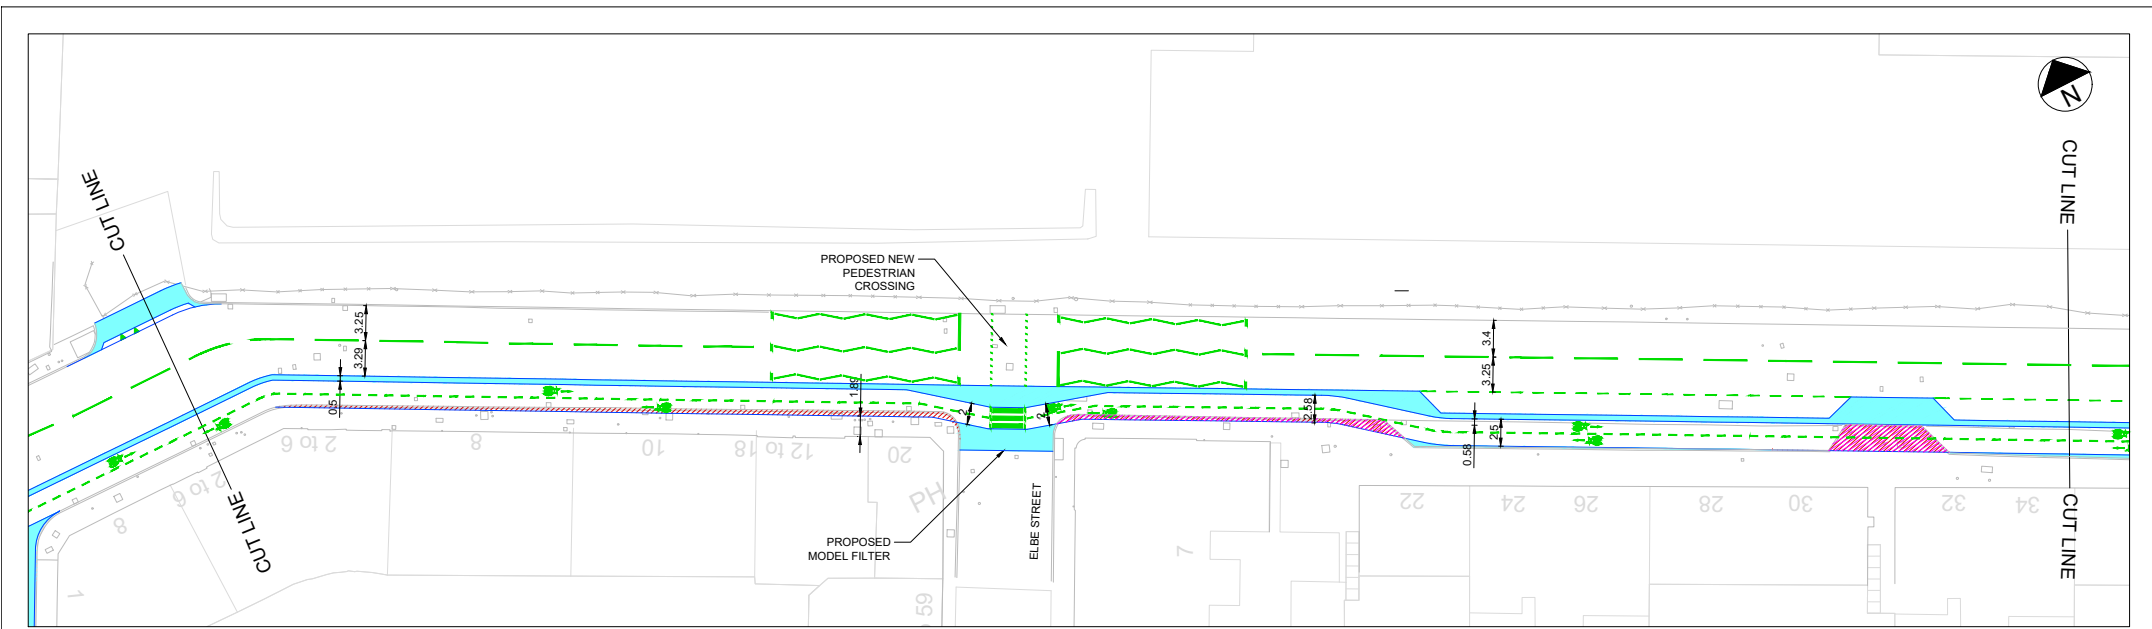 CUT LINE
CUT LINE
N
PROPOSED NEW
PEDESTRIAN
CROSSING
3.25
3.29
0.5
1.89
2
2
2.58
3.4
3.25
0.58
2.5
2 to 6
8
10
12 to 18
20
PH
22
24
26
28
30
32
34
2 to 6
8
1
CUT LINE
PROPOSED
MODEL FILTER
ELBE STREET
7
59
CUT LINE